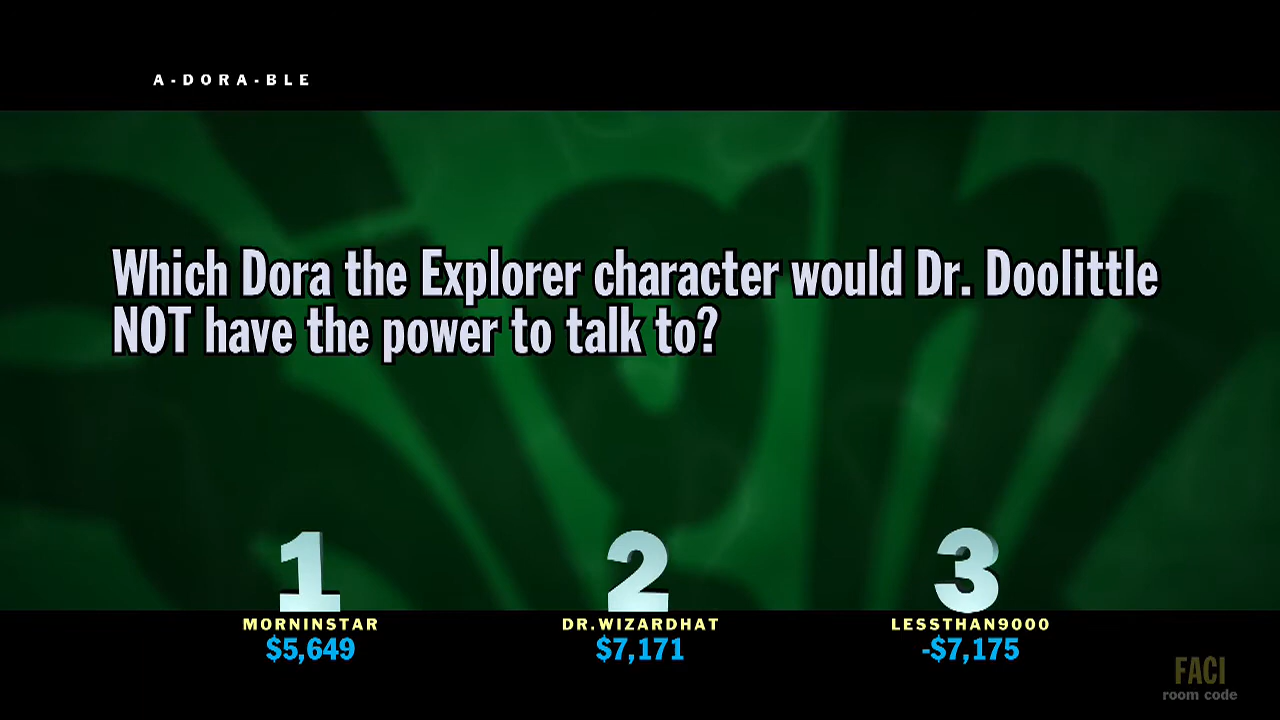 A-DORA-BLE
Which Dora the Explorer character would Dr. Doolittle
NOT have the power to talk to?
1 2 3
MORNINSTAR DR.WIZARDHAT LESSTHAN9000
$5,649 $7,171 -$7,175
FACI
room code